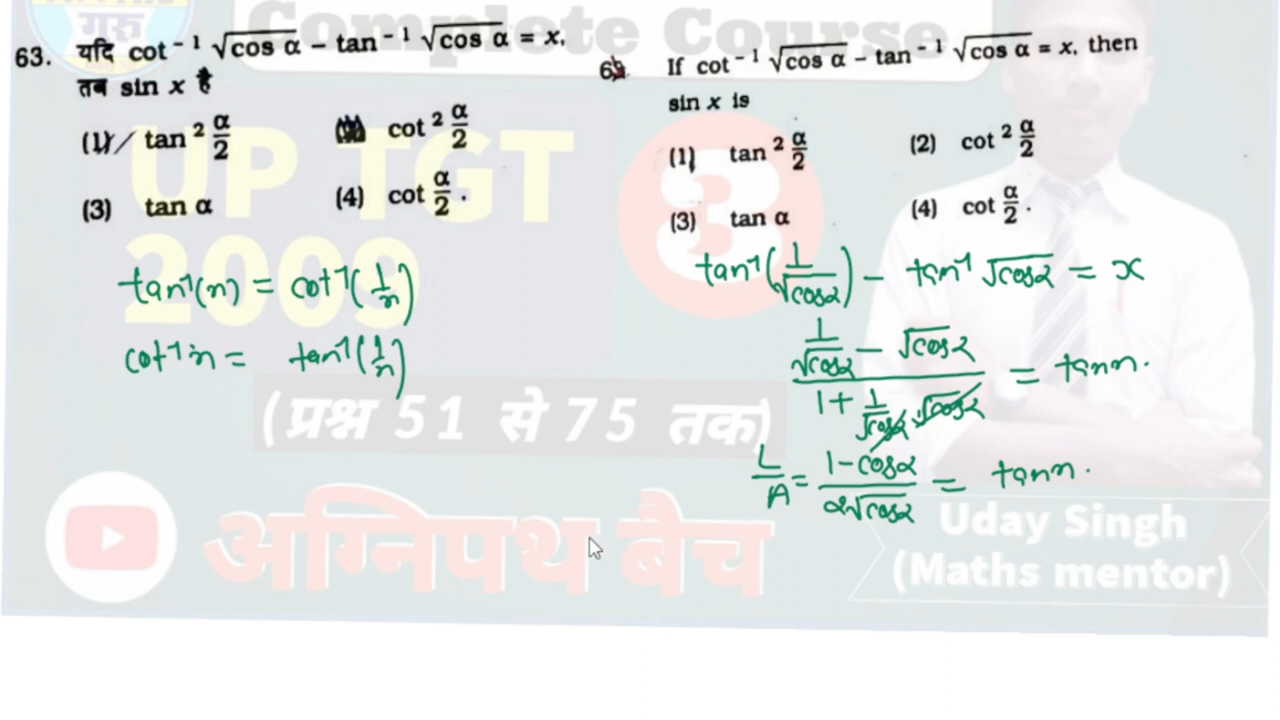 गुरु
Complete Course
63. यदि cot⁻¹ √cos α – tan⁻¹ √cos α = x,
तब sin x है
(1) tan² α/2 cot² α/2
(3) tan α (4) cot α/2 .
If cot⁻¹ √cos α – tan⁻¹ √cos α = x, then
sin x is
(1) tan² α/2 (2) cot² α/2
(3) tan α (4) cot α/2 .
UP TGT
2009
3
tan⁻¹(x) = cot⁻¹(1/x)
cot⁻¹x = tan⁻¹(1/x)
tan⁻¹(1/√cosα) – tan⁻¹ √cosα = x
(1/√cosα – √cosα)/(1 + 1/√cosα · √cosα) = tanx.
L/A = (1-cosα)/(2√cosα) = tanx.
(प्रश्न 51 से 75 तक)
अग्निपथ बैच
Uday Singh
(Maths mentor)